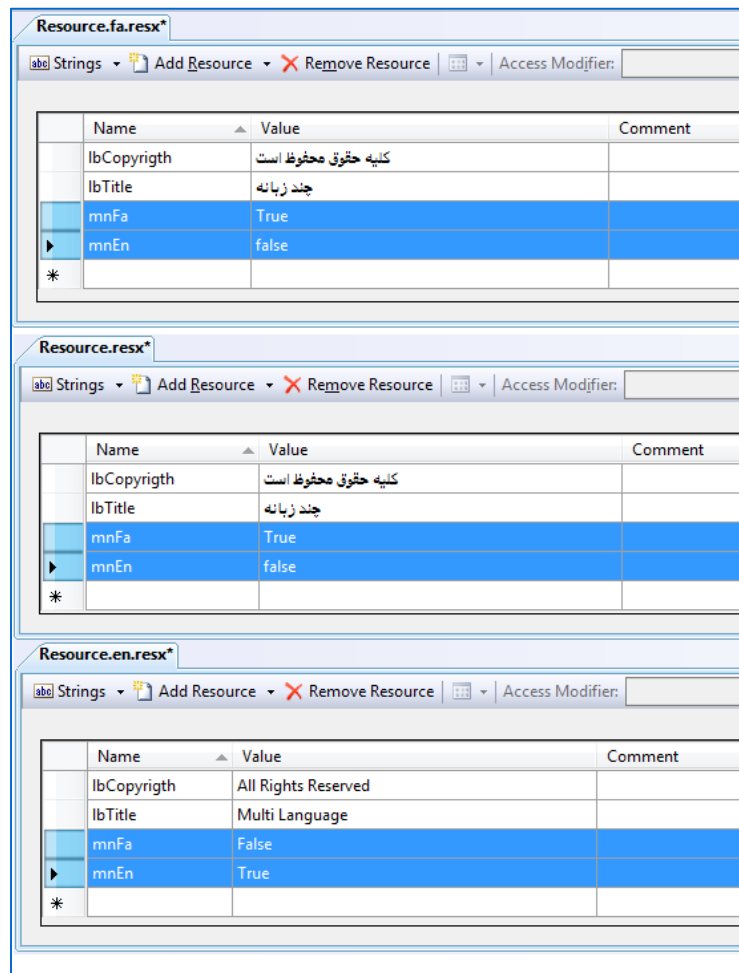 Resource.fa.resx*
abc Strings Add Resource Remove Resource Access Modifier:
Name Value Comment
lbCopyrigth کلیه حقوق محفوظ است
lbTitle چند زبانه
mnFa True
mnEn false
Resource.resx*
abc Strings Add Resource Remove Resource Access Modifier:
Name Value Comment
lbCopyrigth کلیه حقوق محفوظ است
lbTitle چند زبانه
mnFa True
mnEn false
Resource.en.resx*
abc Strings Add Resource Remove Resource Access Modifier:
Name Value Comment
lbCopyrigth All Rights Reserved
lbTitle Multi Language
mnFa False
mnEn True